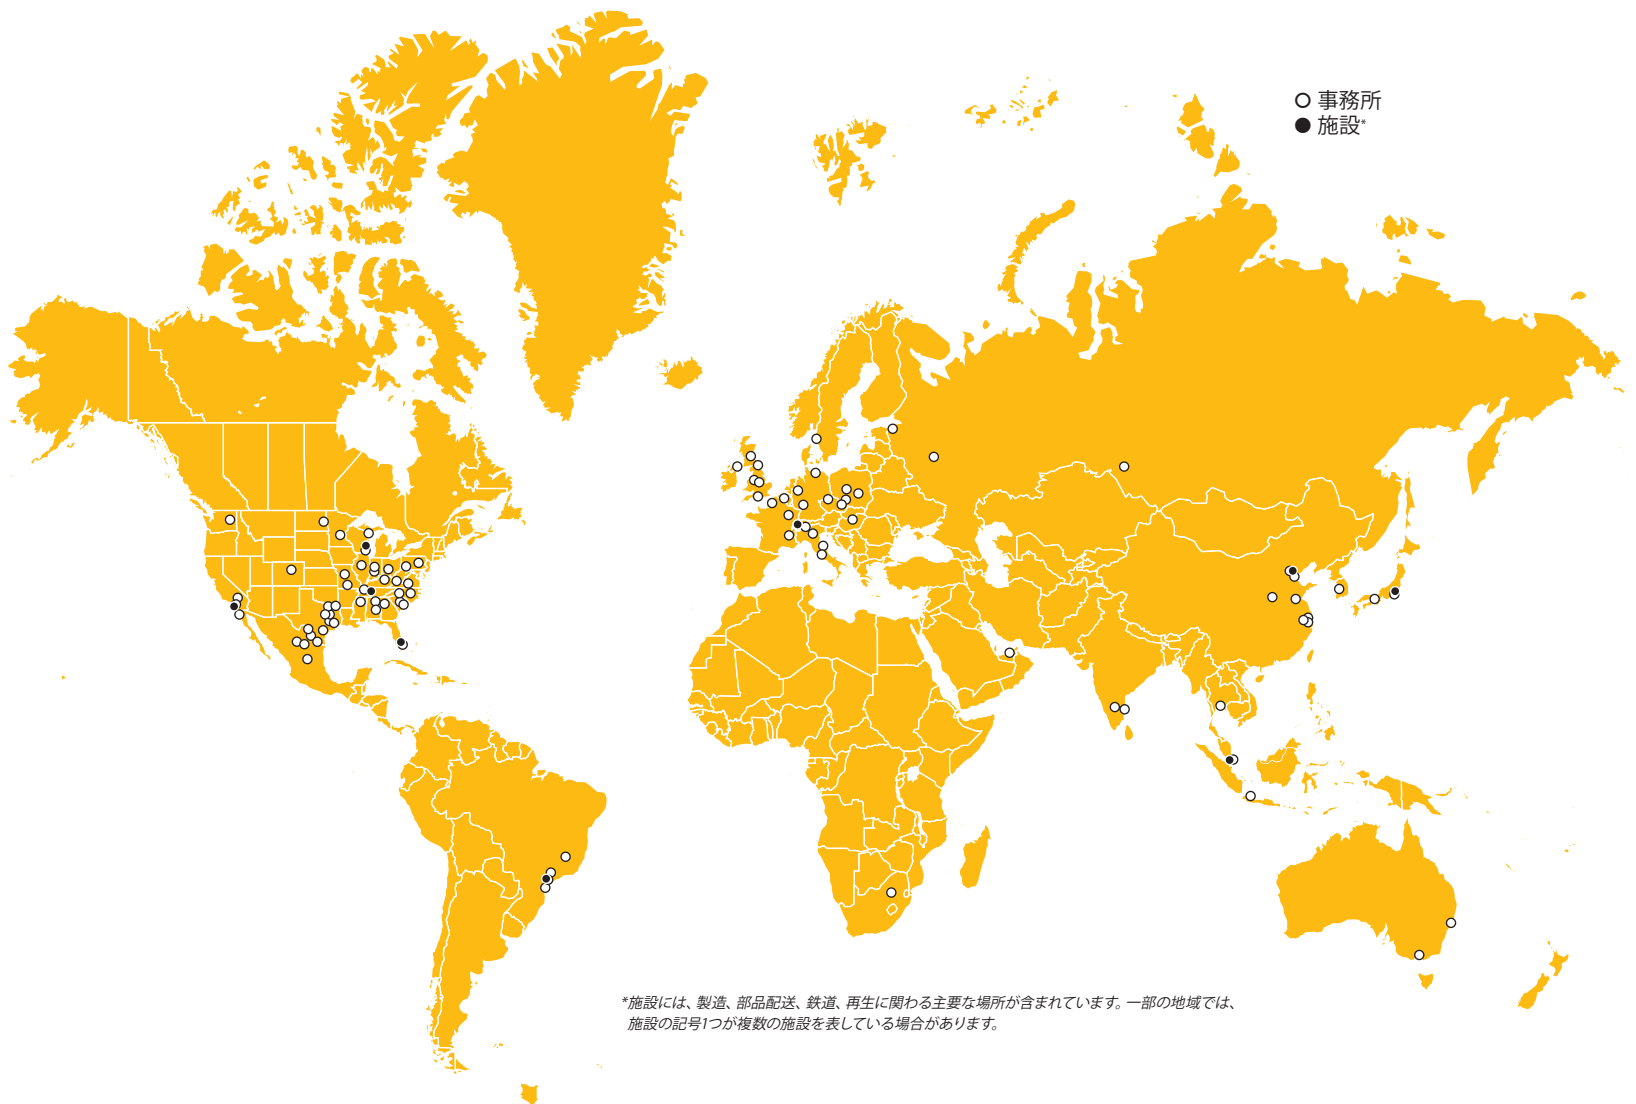 事務所
施設*
*施設には、製造、部品配送、鉄道、再生に関わる主要な場所が含まれています。一部の地域では、
施設の記号1つが複数の施設を表している場合があります。